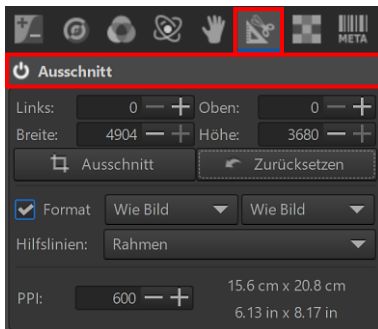 META
Ausschnitt
Links: 0 Oben: 0
Breite: 4904 Höhe: 3680
Ausschnitt Zurücksetzen
Format Wie Bild Wie Bild
Hilfslinien: Rahmen
PPI: 600 15.6 cm x 20.8 cm
6.13 in x 8.17 in